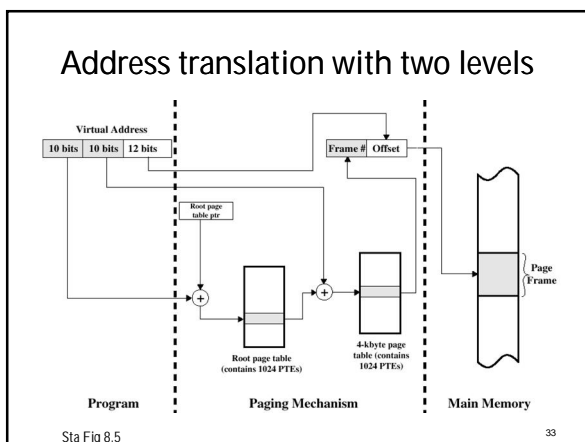 Address translation with two levels
Virtual Address
10 bits 10 bits 12 bits
Frame # Offset
Root page
table ptr
+
+
Page
Frame
Root page table
(contains 1024 PTEs)
4-kbyte page
table (contains
1024 PTEs)
Program
Paging Mechanism
Main Memory
Sta Fig 8.5
33